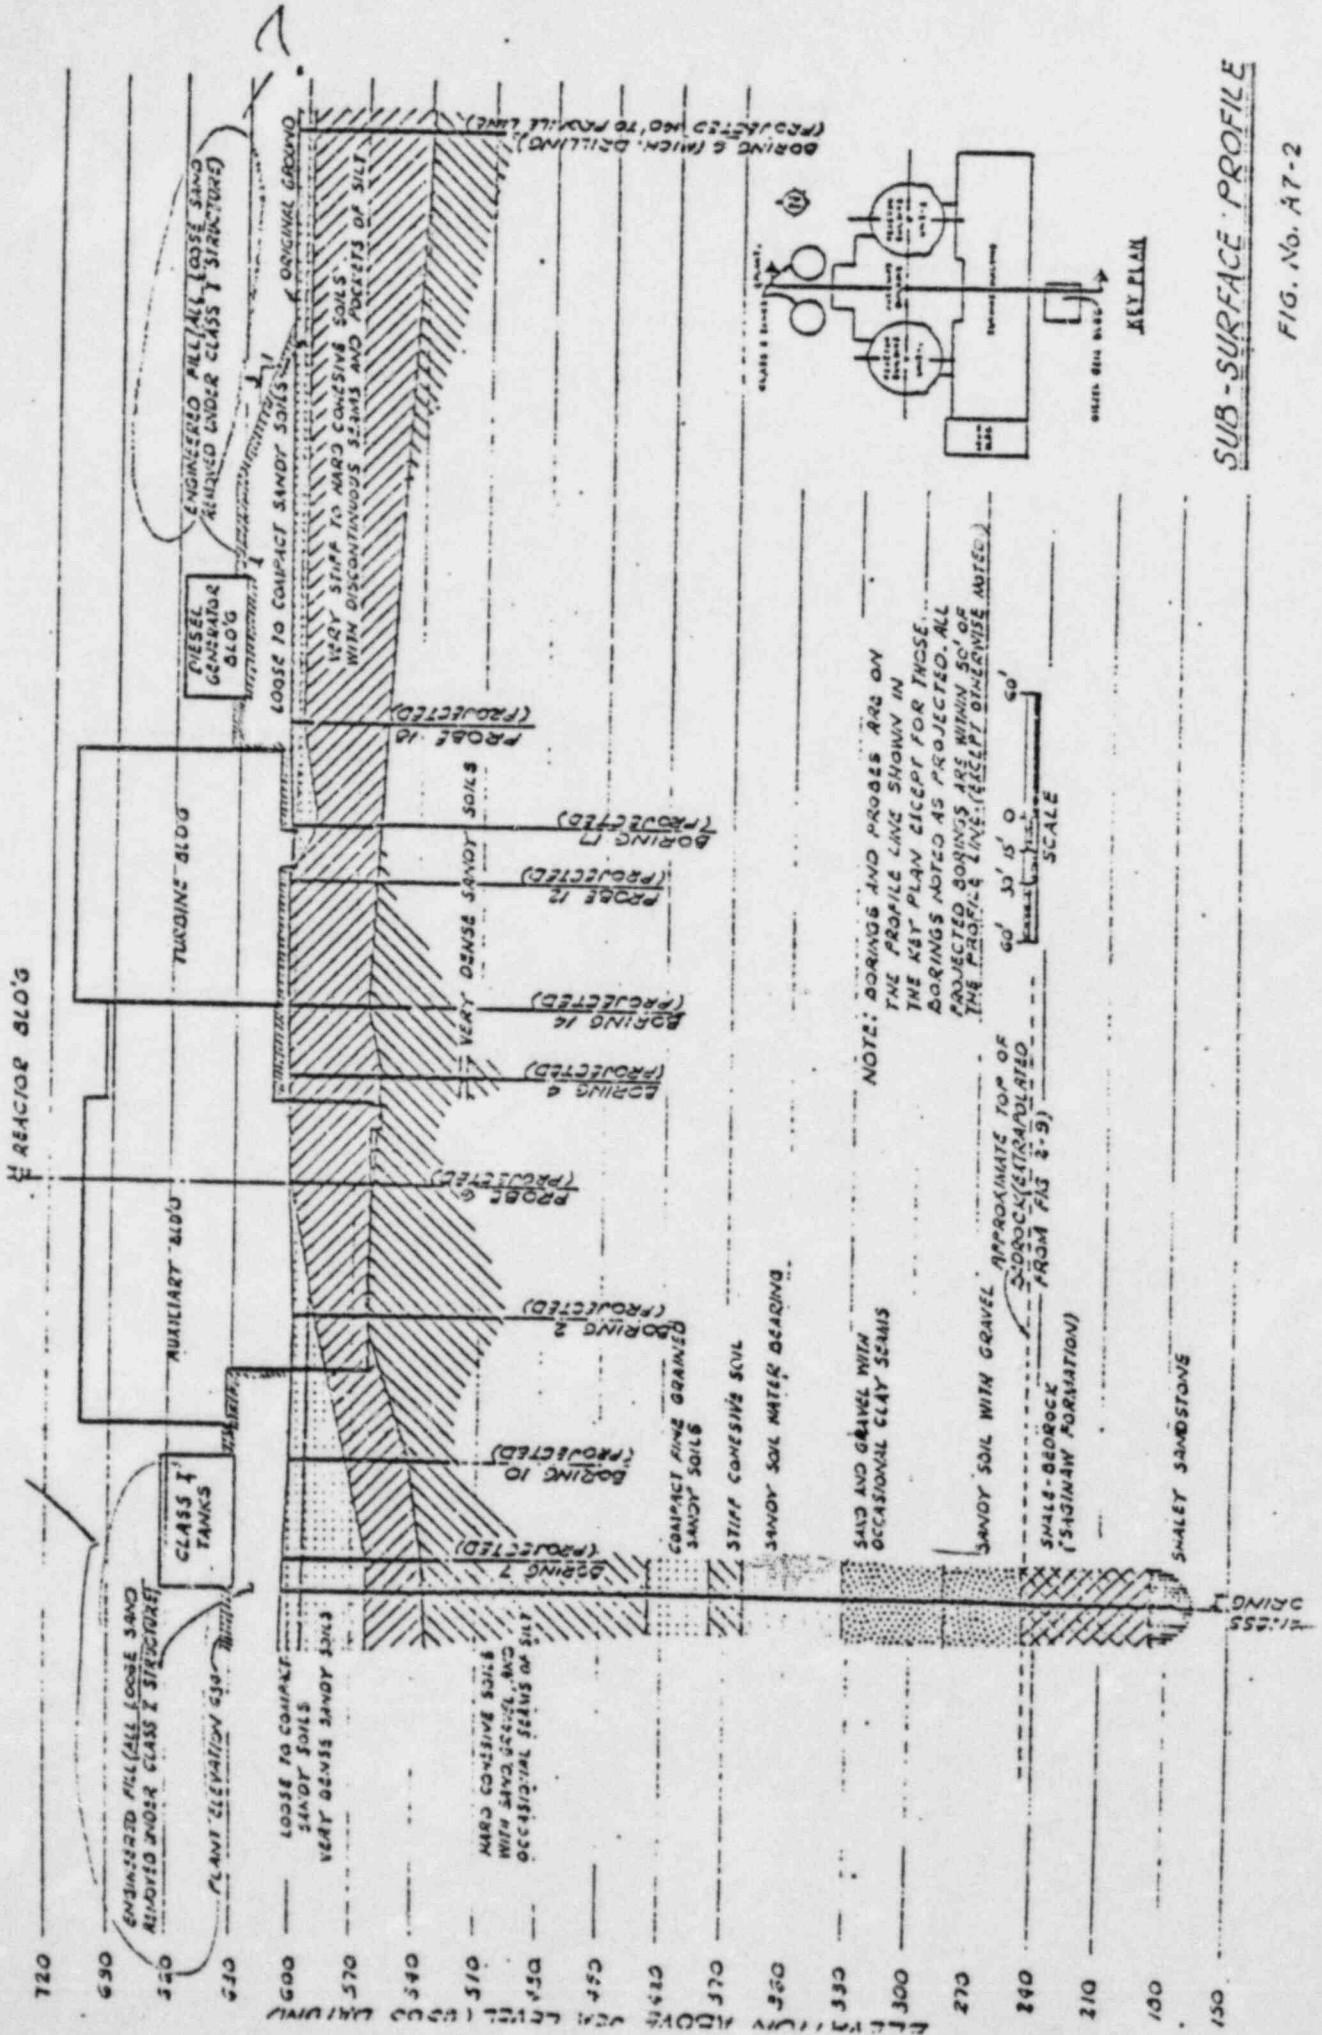 ℄ REACTOR BLD'G
ENGINEERED FILL (ALL LOOSE SAND
REMOVED UNDER CLASS I STRUCTURE)
PLANT ELEVATION 634
CLASS I
TANKS
AUXILIARY BLD'G
TURBINE BLDG
DIESEL
GENERATOR
BLD'G
ENGINEERED FILL (ALL LOOSE SAND
REMOVED UNDER CLASS I STRUCTURE)
ORIGINAL GROUND
LOOSE TO COMPACT
SANDY SOILS
VERY DENSE SANDY SOILS
LOOSE TO COMPACT SANDY SOILS
VERY STIFF TO HARD COHESIVE SOILS
WITH DISCONTINUOUS SEAMS AND POCKETS OF SILT
HARD COHESIVE SOILS
WITH SAND, GRAVEL, AND
OCCASIONAL SEAMS OF SILT
VERY DENSE SANDY SOILS
BORING 7
(PROJECTED)
BORING 10
(PROJECTED)
BORING 2
(PROJECTED)
PROBE 6
(PROJECTED)
BORING 4
(PROJECTED)
BORING 14
(PROJECTED)
PROBE 12
(PROJECTED)
BORING 17
(PROJECTED)
PROBE 18
(PROJECTED)
(MICH. DRILLING)
(PROJECTED 140' TO PROFILE LINE)
COMPACT FINE GRAINED
SANDY SOILS
STIFF COHESIVE SOIL
SANDY SOIL WATER BEARING
SAND AND GRAVEL WITH
OCCASIONAL CLAY SEAMS
SANDY SOIL WITH GRAVEL
APPROXIMATE TOP OF
BEDROCK (EXTRAPOLATED
FROM FIG 2-9)
SHALE-BEDROCK
(SAGINAW FORMATION)
SHALEY SANDSTONE
BORING
720
690
660
630
600
570
540
510
480
450
420
390
360
330
300
270
240
210
180
150
ELEVATION ABOVE SEA LEVEL (USGS DATUM)
NOTE: BORINGS AND PROBES ARE ON
THE PROFILE LINE SHOWN IN
THE KEY PLAN EXCEPT FOR THOSE
BORINGS NOTED AS PROJECTED. ALL
PROJECTED BORINGS ARE WITHIN 50' OF
THE PROFILE LINE (EXCEPT OTHERWISE NOTED)
60' 30' 15' 0 60'
SCALE
N
TURBINE BUILDING
KEY PLAN
SUB-SURFACE PROFILE
FIG. No. A7-2